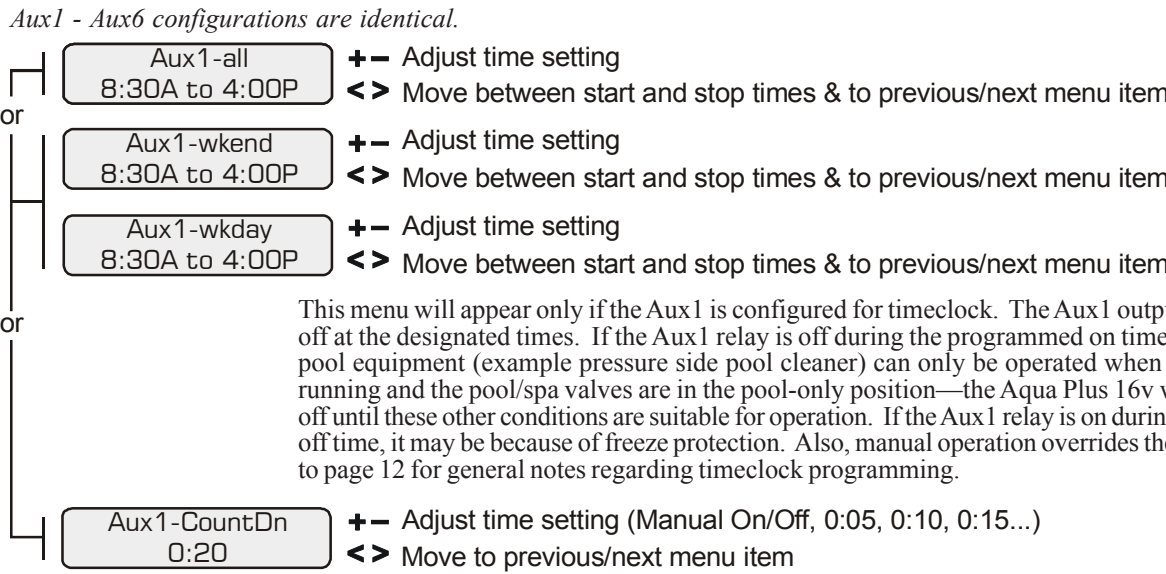 Aux1 - Aux6 configurations are identical.
Aux1-all
8:30A to 4:00P
+– Adjust time setting
<> Move between start and stop times & to previous/next menu item
or
Aux1-wkend
8:30A to 4:00P
+– Adjust time setting
<> Move between start and stop times & to previous/next menu item
Aux1-wkday
8:30A to 4:00P
+– Adjust time setting
<> Move between start and stop times & to previous/next menu item
or
This menu will appear only if the Aux1 is configured for timeclock. The Aux1 outp
off at the designated times. If the Aux1 relay is off during the programmed on time
pool equipment (example pressure side pool cleaner) can only be operated when
running and the pool/spa valves are in the pool-only position—the Aqua Plus 16v
off until these other conditions are suitable for operation. If the Aux1 relay is on durin
off time, it may be because of freeze protection. Also, manual operation overrides the
to page 12 for general notes regarding timeclock programming.
Aux1-CountDn
0:20
+– Adjust time setting (Manual On/Off, 0:05, 0:10, 0:15...)
<> Move to previous/next menu item